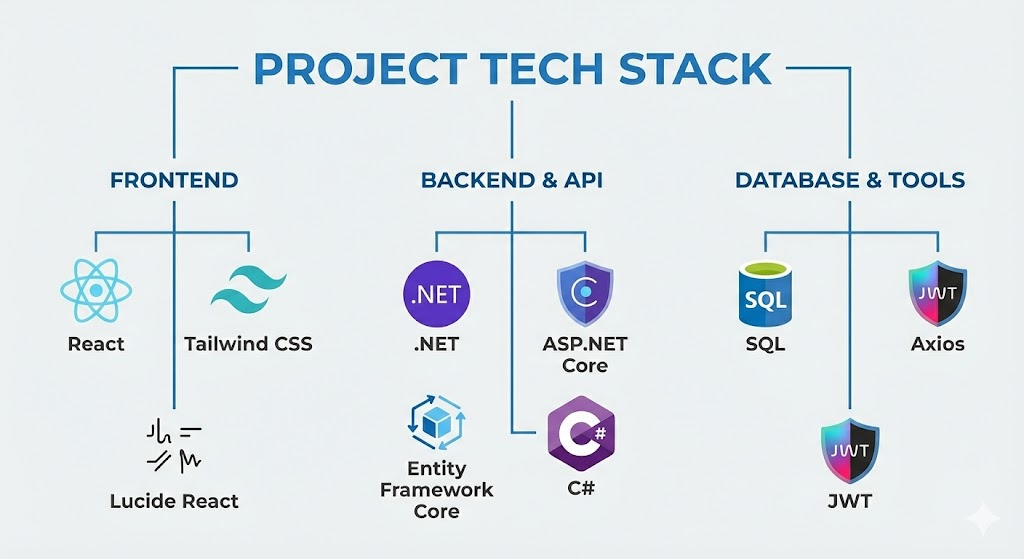 PROJECT TECH STACK
FRONTEND
BACKEND & API
DATABASE & TOOLS
React
Tailwind CSS
Lucide React
.NET
.NET
ASP.NET
Core
Entity
Framework
Core
C#
C#
SQL
SQL
JWT
Axios
JWT
JWT